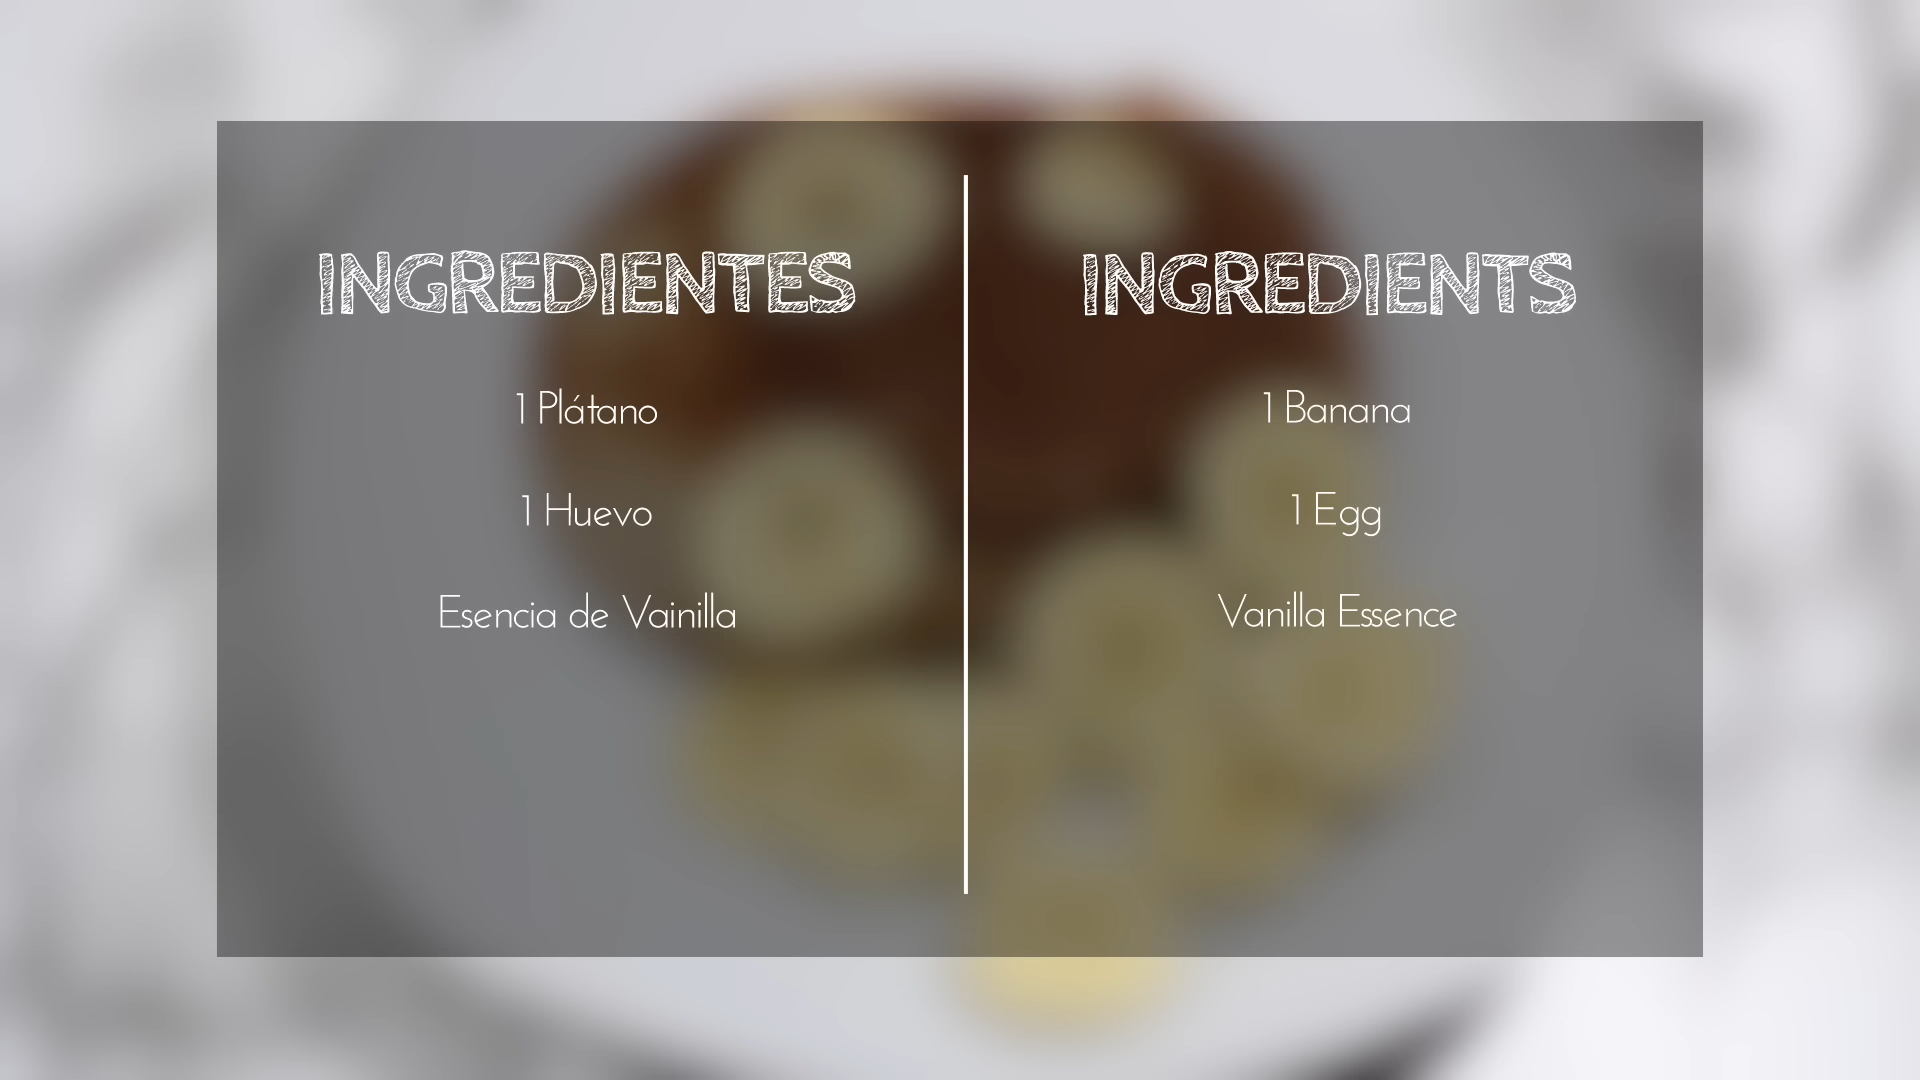 INGREDIENTES
1 Plátano
1 Huevo
Esencia de Vainilla
INGREDIENTS
1 Banana
1 Egg
Vanilla Essence